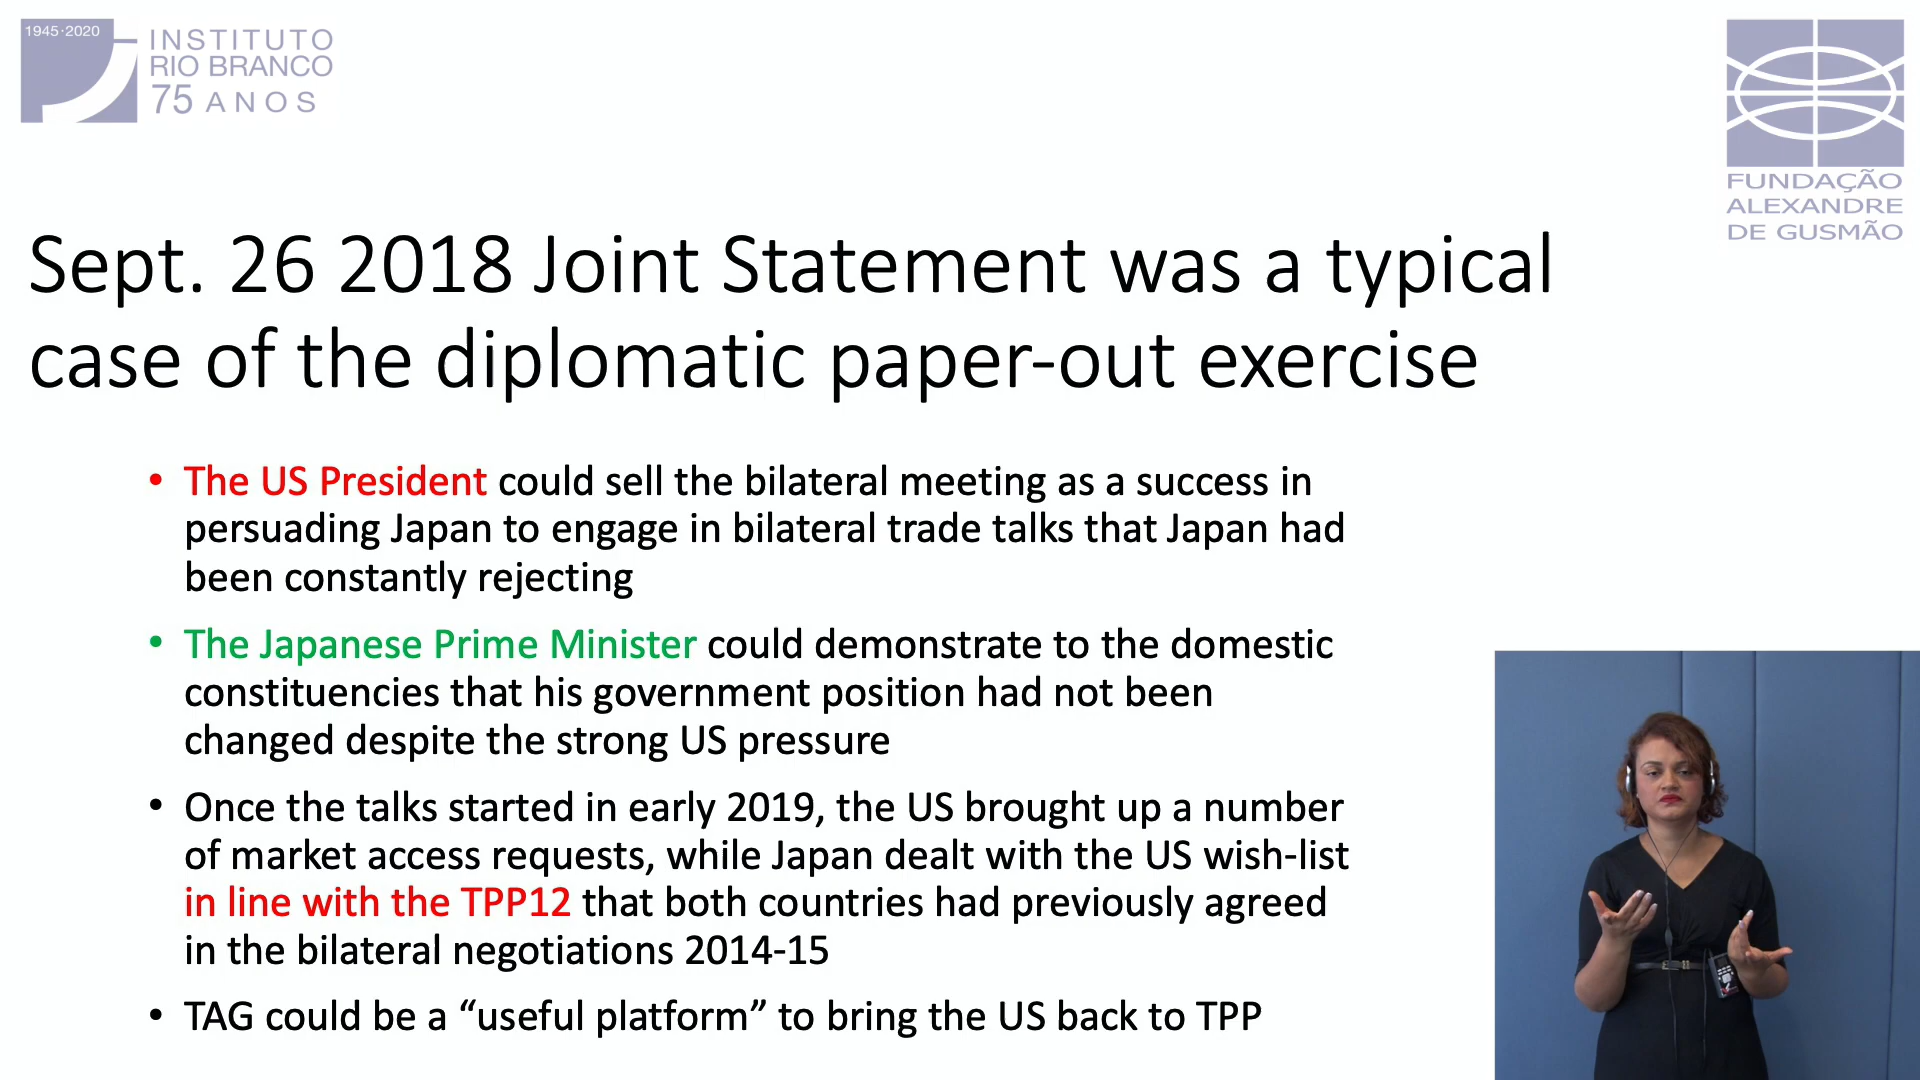 1945·2020
INSTITUTO
RIO BRANCO
75 ANOS
FUNDAÇÃO
ALEXANDRE
DE GUSMÃO
Sept. 26 2018 Joint Statement was a typical
case of the diplomatic paper-out exercise
• The US President could sell the bilateral meeting as a success in
persuading Japan to engage in bilateral trade talks that Japan had
been constantly rejecting
• The Japanese Prime Minister could demonstrate to the domestic
constituencies that his government position had not been
changed despite the strong US pressure
• Once the talks started in early 2019, the US brought up a number
of market access requests, while Japan dealt with the US wish-list
in line with the TPP12 that both countries had previously agreed
in the bilateral negotiations 2014-15
• TAG could be a “useful platform” to bring the US back to TPP